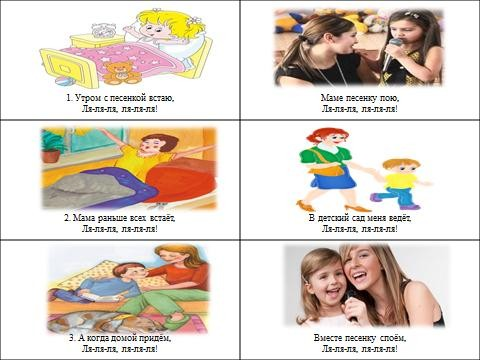 1. Утром с песенкой встаю,
Ля-ля-ля, ля-ля-ля!
Маме песенку пою,
Ля-ля-ля, ля-ля-ля!
2. Мама раньше всех встаёт,
Ля-ля-ля, ля-ля-ля!
В детский сад меня ведёт,
Ля-ля-ля, ля-ля-ля!
3. А когда домой придём,
Ля-ля-ля, ля-ля-ля!
Вместе песенку споём,
Ля-ля-ля, ля-ля-ля!